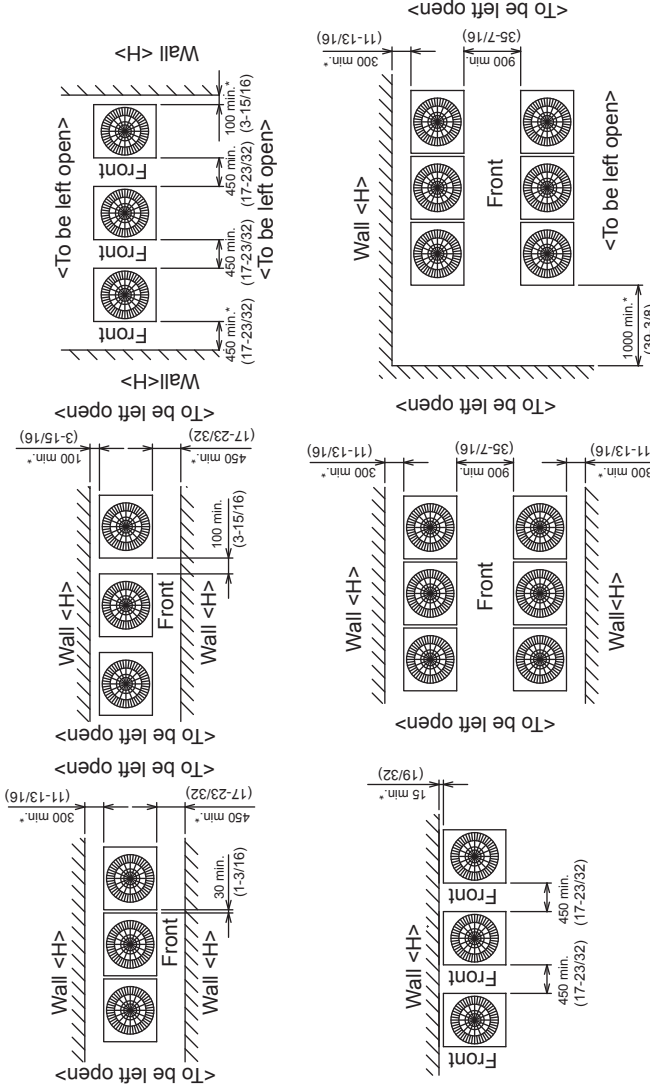 <To be left open>
Wall <H>
Front
Front
Front
100 min.*
(3-15/16)
450 min.
(17-23/32)
450 min.
(17-23/32)
450 min.*
(17-23/32)
<To be left open>
Wall<H>
<To be left open>
300 min.*
(11-13/16)
900 min.
(35-7/16)
Wall <H>
Front
<To be left open>
1000 min.*
(39-3/8)
<To be left open>
<To be left open>
100 min.*
(3-15/16)
450 min.*
(17-23/32)
Wall <H>
Front
100 min.
(3-15/16)
Wall <H>
<To be left open>
300 min.*
(11-13/16)
900 min.
(35-7/16)
300 min.*
(11-13/16)
Wall <H>
Front
Wall<H>
<To be left open>
<To be left open>
300 min.*
(11-13/16)
450 min.*
(17-23/32)
Wall <H>
Front
30 min.
(1-3/16)
Wall <H>
<To be left open>
15 min.*
(19/32)
Wall <H>
Front
Front
Front
450 min.
(17-23/32)
450 min.
(17-23/32)